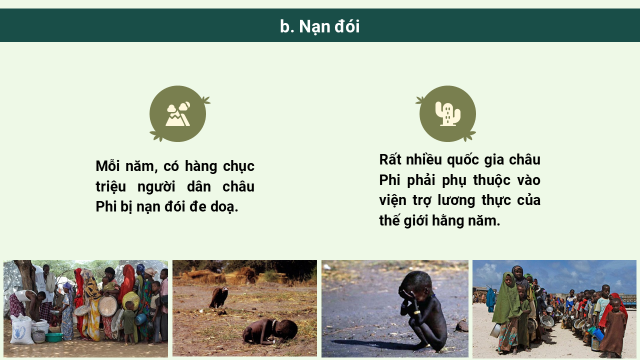 b. Nạn đói
Mỗi năm, có hàng chục
triệu người dân châu
Phi bị nạn đói đe doạ.
Rất nhiều quốc gia châu
Phi phải phụ thuộc vào
viện trợ lương thực của
thế giới hằng năm.